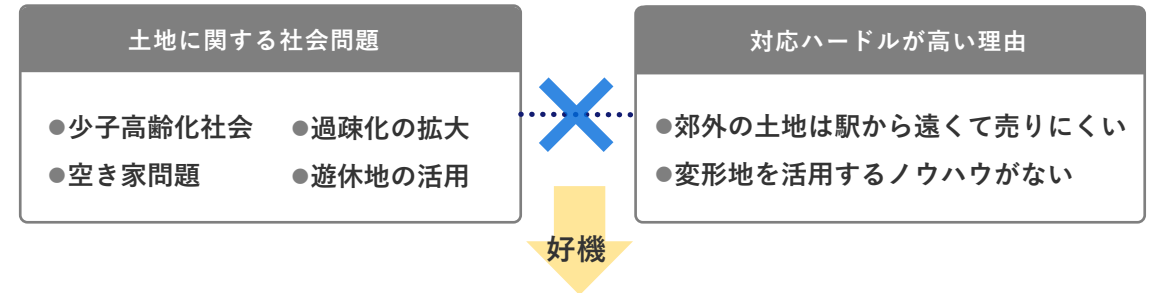 土地に関する社会問題
●少子高齢化社会 ●過疎化の拡大
●空き家問題 ●遊休地の活用
対応ハードルが高い理由
●郊外の土地は駅から遠くて売りにくい
●変形地を活用するノウハウがない
好機